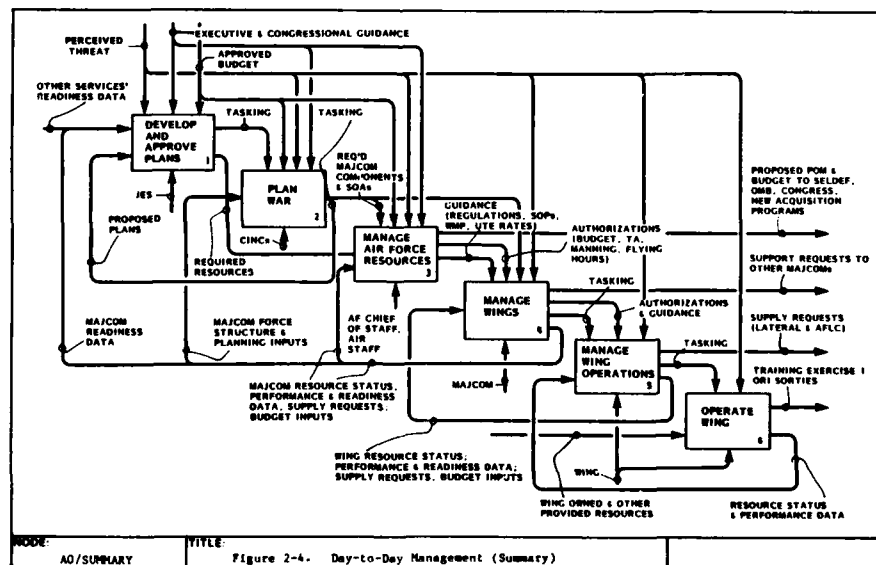 PERCEIVED
THREAT
EXECUTIVE & CONGRESSIONAL GUIDANCE
APPROVED
BUDGET
OTHER SERVICES'
READINESS DATA
TASKING
TASKING
DEVELOP
AND
APPROVE
PLANS
1
REQ'D
MAJCOM
COMPONENTS
& SOAs
PLAN
WAR
2
JES
PROPOSED
PLANS
REQUIRED
RESOURCES
CINCs
GUIDANCE
(REGULATIONS, SOPs,
WMP, UTE RATES)
MANAGE
AIR FORCE
RESOURCES
3
AUTHORIZATIONS
(BUDGET, TA,
MANNING, FLYING
HOURS)
PROPOSED POM &
BUDGET TO SECDEF,
OMB, CONGRESS,
NEW ACQUISITION
PROGRAMS
SUPPORT REQUESTS TO
OTHER MAJCOMs
TASKING
MANAGE
WINGS
4
AUTHORIZATIONS
& GUIDANCE
SUPPLY REQUESTS
(LATERAL & AFLC)
AF CHIEF
OF STAFF,
AIR
STAFF
MAJCOM
READINESS
DATA
MAJCOM FORCE
STRUCTURE &
PLANNING INPUTS
MANAGE
WING
OPERATIONS
5
TASKING
TRAINING EXERCISE
ORI SORTIES
MAJCOM
MAJCOM RESOURCE STATUS,
PERFORMANCE & READINESS
DATA, SUPPLY REQUESTS,
BUDGET INPUTS
OPERATE
WING
6
WING RESOURCE STATUS;
PERFORMANCE & READINESS DATA;
SUPPLY REQUESTS, BUDGET INPUTS
WING
WING OWNED & OTHER
PROVIDED RESOURCES
RESOURCE STATUS
& PERFORMANCE DATA
NODE:
AO/SUMMARY
TITLE:
Figure 2-4. Day-to-Day Management (Summary)